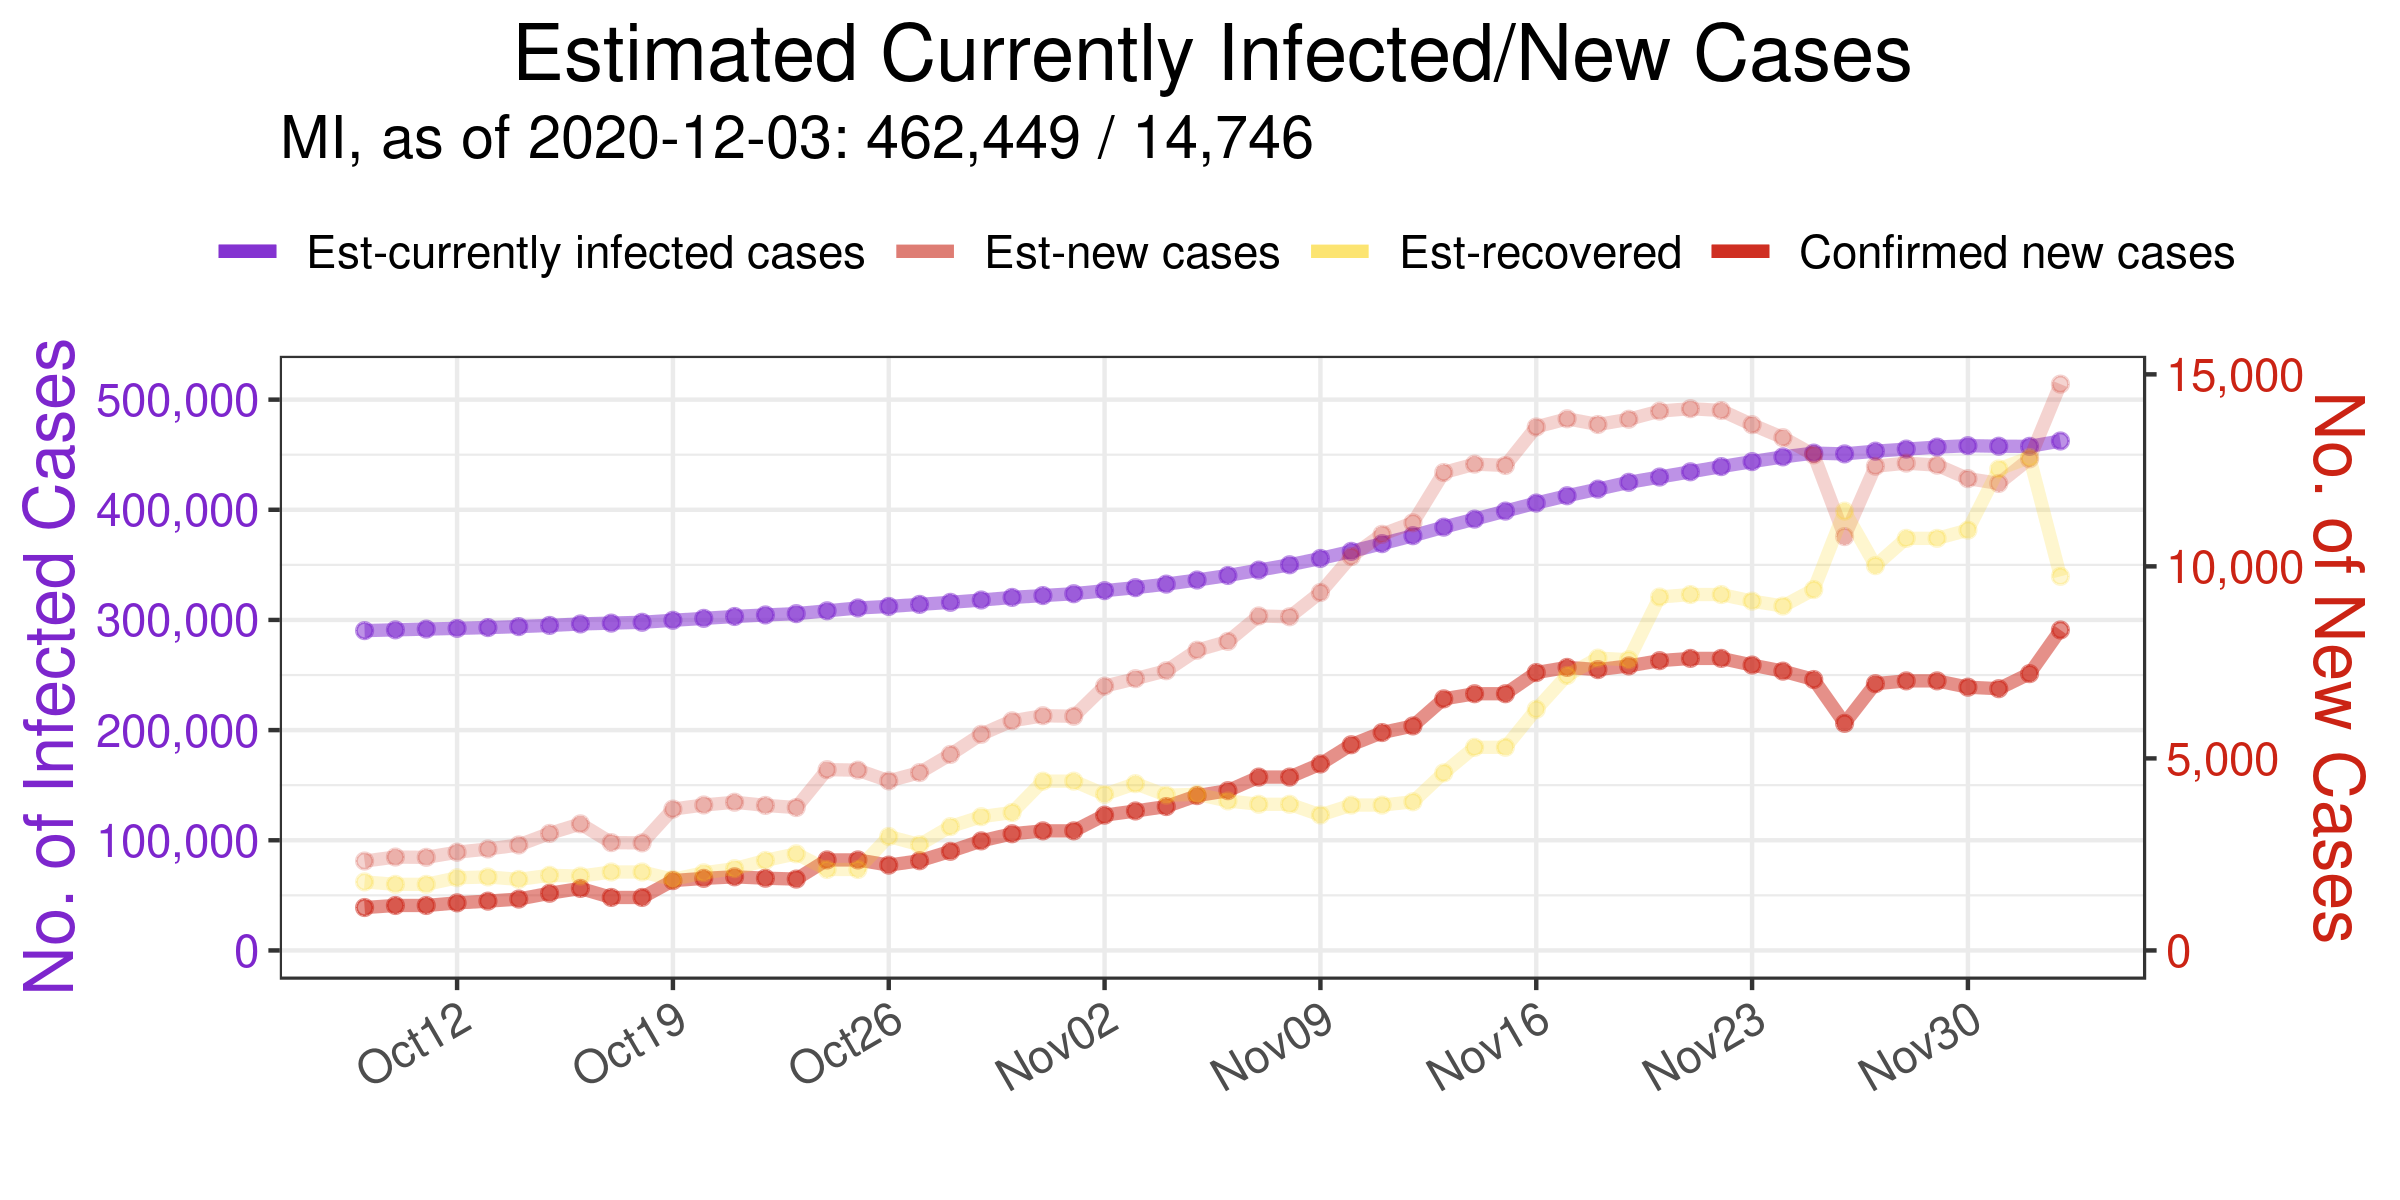 Estimated Currently Infected/New Cases
MI, as of 2020-12-03: 462,449 / 14,746
Est-currently infected cases Est-new cases Est-recovered Confirmed new cases
No. of Infected Cases
500,000
400,000
300,000
200,000
100,000
0
15,000
10,000
5,000
0
No. of New Cases
Oct12 Oct19 Oct26 Nov02 Nov09 Nov16 Nov23 Nov30